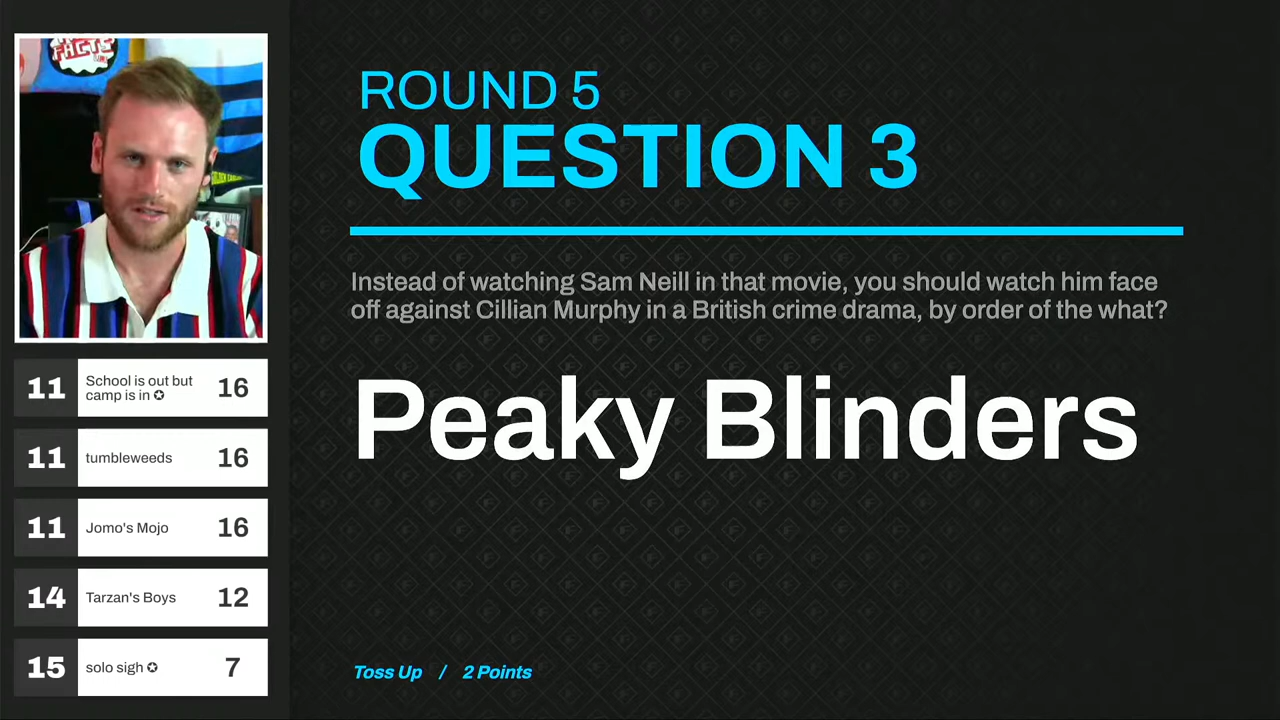 FACTS
ROUND 5
QUESTION 3
Instead of watching Sam Neill in that movie, you should watch him face
off against Cillian Murphy in a British crime drama, by order of the what?
Peaky Blinders
Toss Up / 2 Points
11 School is out but 16
camp is in ✪
11 tumbleweeds 16
11 Jomo's Mojo 16
14 Tarzan's Boys 12
15 solo sigh ✪ 7